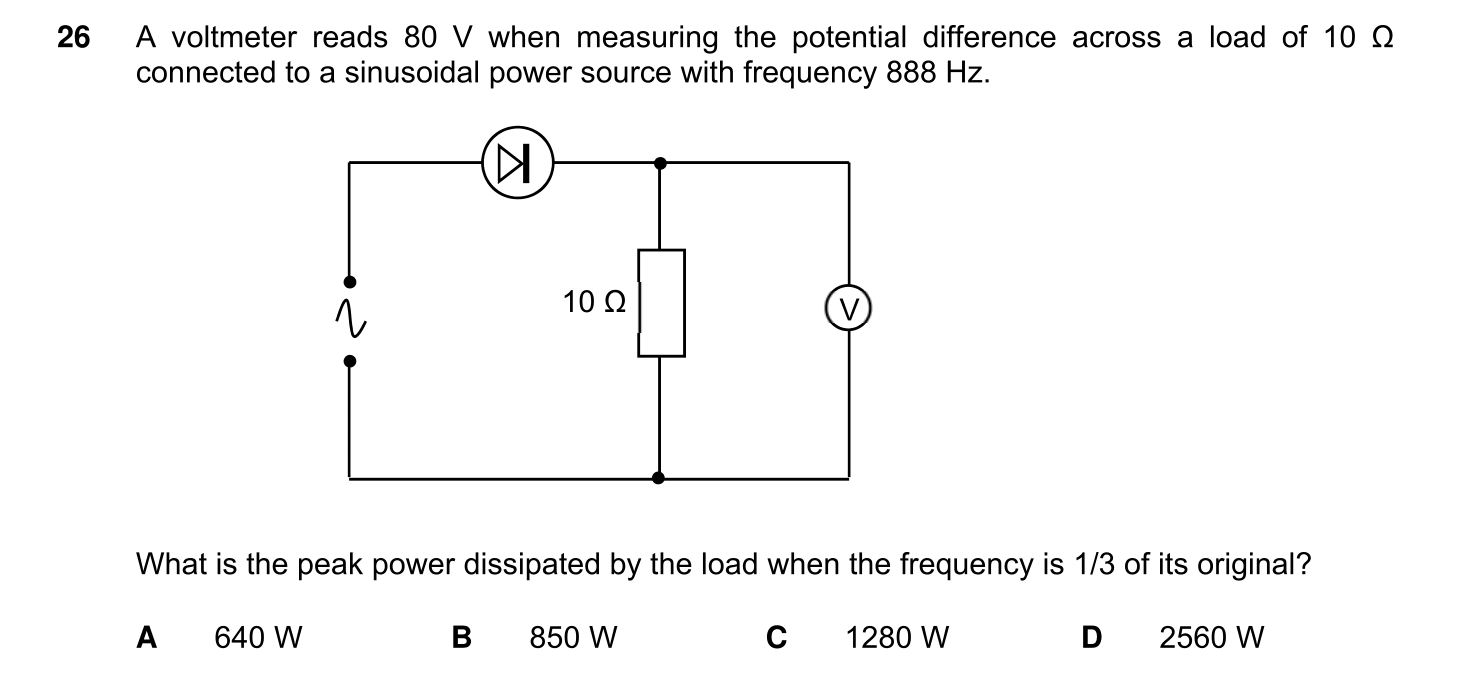 26 A voltmeter reads 80 V when measuring the potential difference across a load of 10 Ω
connected to a sinusoidal power source with frequency 888 Hz.
10 Ω
V
What is the peak power dissipated by the load when the frequency is 1/3 of its original?
A 640 W B 850 W C 1280 W D 2560 W